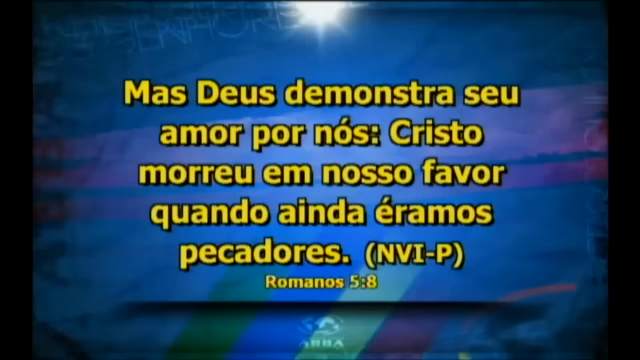 Mas Deus demonstra seu
amor por nós: Cristo
morreu em nosso favor
quando ainda éramos
pecadores. (NVI-P)
Romanos 5:8